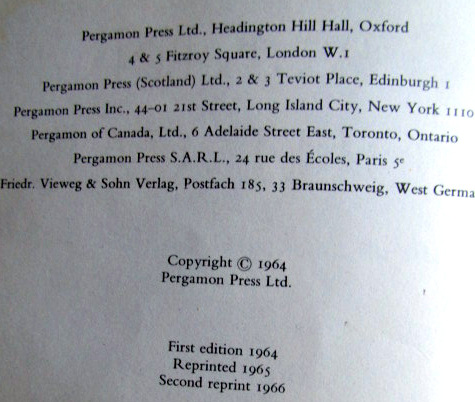 Pergamon Press Ltd., Headington Hill Hall, Oxford
4 & 5 Fitzroy Square, London W.1
Pergamon Press (Scotland) Ltd., 2 & 3 Teviot Place, Edinburgh 1
Pergamon Press Inc., 44–01 21st Street, Long Island City, New York 1110
Pergamon of Canada, Ltd., 6 Adelaide Street East, Toronto, Ontario
Pergamon Press S.A.R.L., 24 rue des Écoles, Paris 5e
Friedr. Vieweg & Sohn Verlag, Postfach 185, 33 Braunschweig, West Germa
Copyright © 1964
Pergamon Press Ltd.
First edition 1964
Reprinted 1965
Second reprint 1966